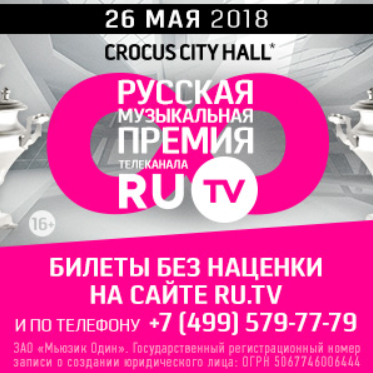 26 МАЯ 2018
CROCUS CITY HALL*
РУССКАЯ
МУЗЫКАЛЬНАЯ
ПРЕМИЯ
ТЕЛЕКАНАЛА
RU TV
16+
БИЛЕТЫ БЕЗ НАЦЕНКИ
НА САЙТЕ RU.TV
И ПО ТЕЛЕФОНУ +7 (499) 579-77-79
ЗАО «Мьюзик Один». Государственный регистрационный номер
записи о создании юридического лица: ОГРН 5067746006444